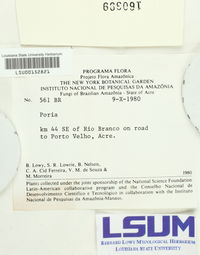 163639
Louisiana State University Herbarium
LSU00152821
PROGRAMA FLORA
Projeto Flora Amazônica
THE NEW YORK BOTANICAL GARDEN
INSTITUTO NACIONAL DE PESQUISAS DA AMAZÔNIA
Fungi of Brazilian Amazonia - State of Acre
No. 561 BR 9-X-1980
Poria
km 44 SE of Rio Branco on road
to Porto Velho, Acre.
B. Lowy, S. R. Lowrie, B. Nelson,
C. A. Cid Ferreira, V. M. de Souza &
M. Morreira 1980
Plants collected under the joint sponsorship of the National Science Foundation
Latin-American collaborative program and the Conselho Nacional de
Desenvolvimento Científico e Tecnológico in collaboration with the Instituto
Nacional de Pesquisas da Amazônia-Manaus.
LSUM
BERNARD LOWY MYCOLOGICAL HERBARIUM
LOUISIANA STATE UNIVERSITY